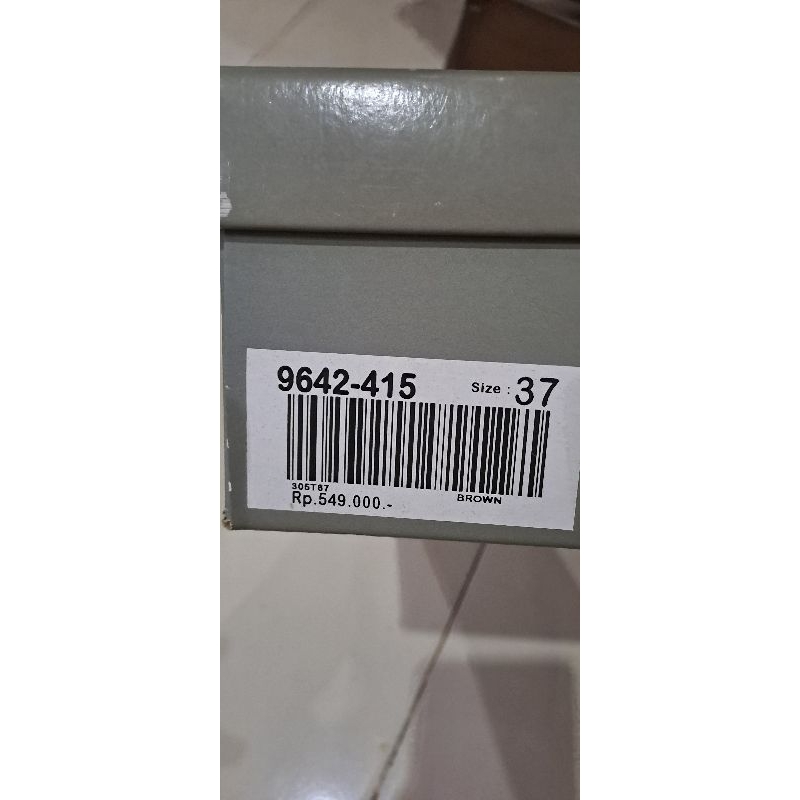 9642-415 Size : 37
305T87
Rp.549.000.- BROWN